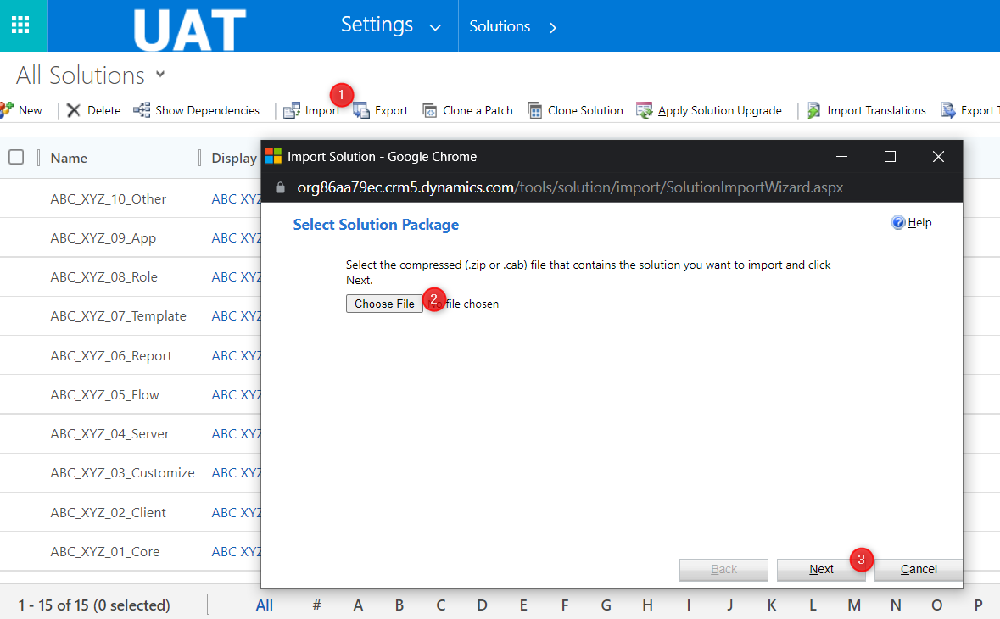 UAT
Settings
Solutions
All Solutions
New
Delete
Show Dependencies
Import
1
Export
Clone a Patch
Clone Solution
Apply Solution Upgrade
Import Translations
Export T
Name
Display
ABC_XYZ_10_Other
ABC XYZ
ABC_XYZ_09_App
ABC XYZ
ABC_XYZ_08_Role
ABC XYZ
ABC_XYZ_07_Template
ABC XYZ
ABC_XYZ_06_Report
ABC XYZ
ABC_XYZ_05_Flow
ABC XYZ
ABC_XYZ_04_Server
ABC XYZ
ABC_XYZ_03_Customize
ABC XYZ
ABC_XYZ_02_Client
ABC XYZ
ABC_XYZ_01_Core
ABC XYZ
Import Solution - Google Chrome
org86aa79ec.crm5.dynamics.com/tools/solution/import/SolutionImportWizard.aspx
Select Solution Package
Help
Select the compressed (.zip or .cab) file that contains the solution you want to import and click
Next.
Choose File
2
No file chosen
Back
Next
3
Cancel
1 - 15 of 15 (0 selected)
All # A B C D E F G H I J K L M N O P